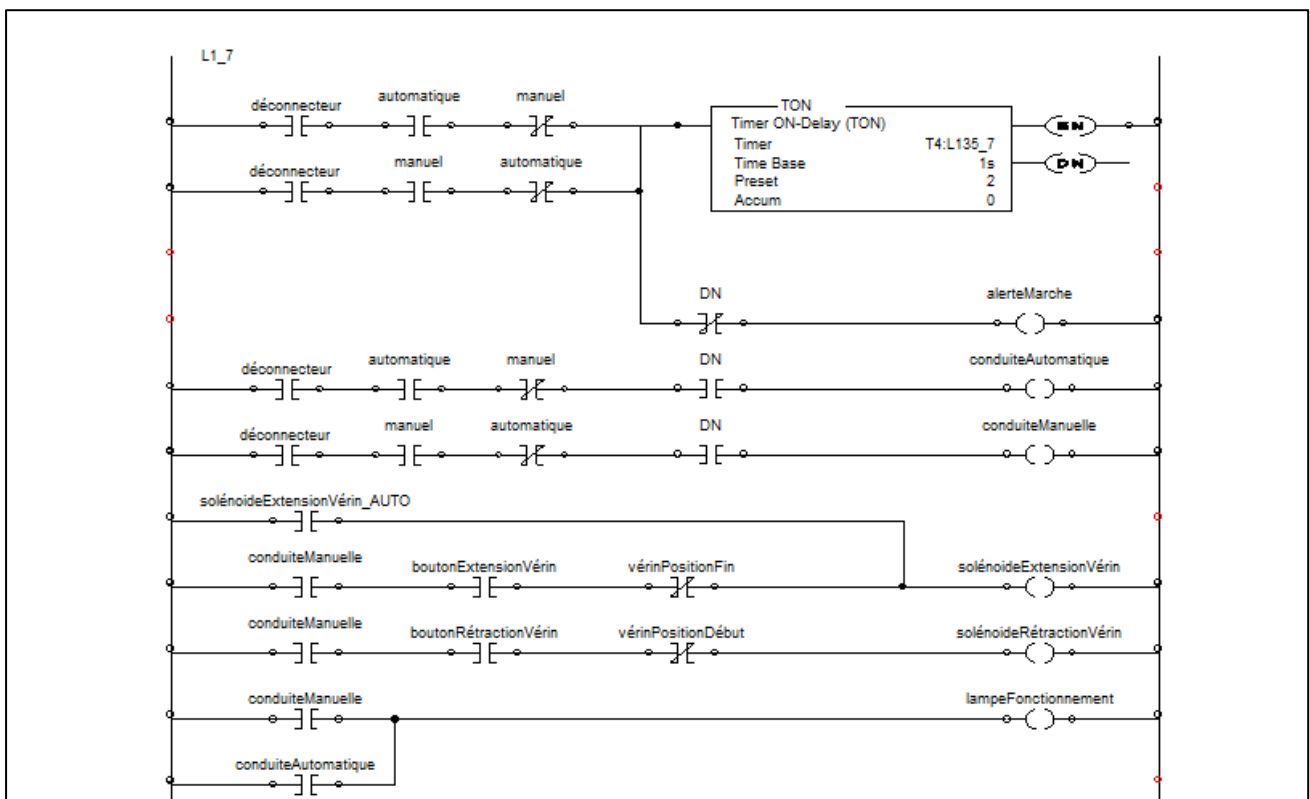 L1_7
déconnecteur automatique manuel
TON
Timer ON-Delay (TON)
Timer T4:L135_7
Time Base 1s
Preset 2
Accum 0
EN
DN
déconnecteur manuel automatique
DN alerteMarche
déconnecteur automatique manuel DN conduiteAutomatique
déconnecteur manuel automatique DN conduiteManuelle
solénoideExtensionVérin_AUTO
conduiteManuelle boutonExtensionVérin vérinPositionFin solénoideExtensionVérin
conduiteManuelle boutonRétractionVérin vérinPositionDébut solénoideRétractionVérin
conduiteManuelle lampeFonctionnement
conduiteAutomatique